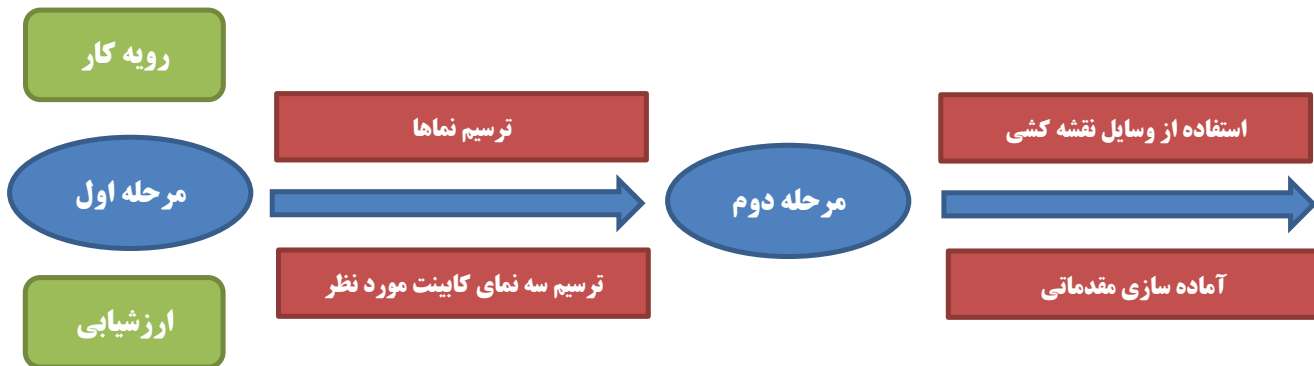 رویه کار
ترسیم نماها
استفاده از وسایل نقشه کشی
مرحله اول
مرحله دوم
ترسیم سه نمای کابینت مورد نظر
آماده سازی مقدماتی
ارزشیابی